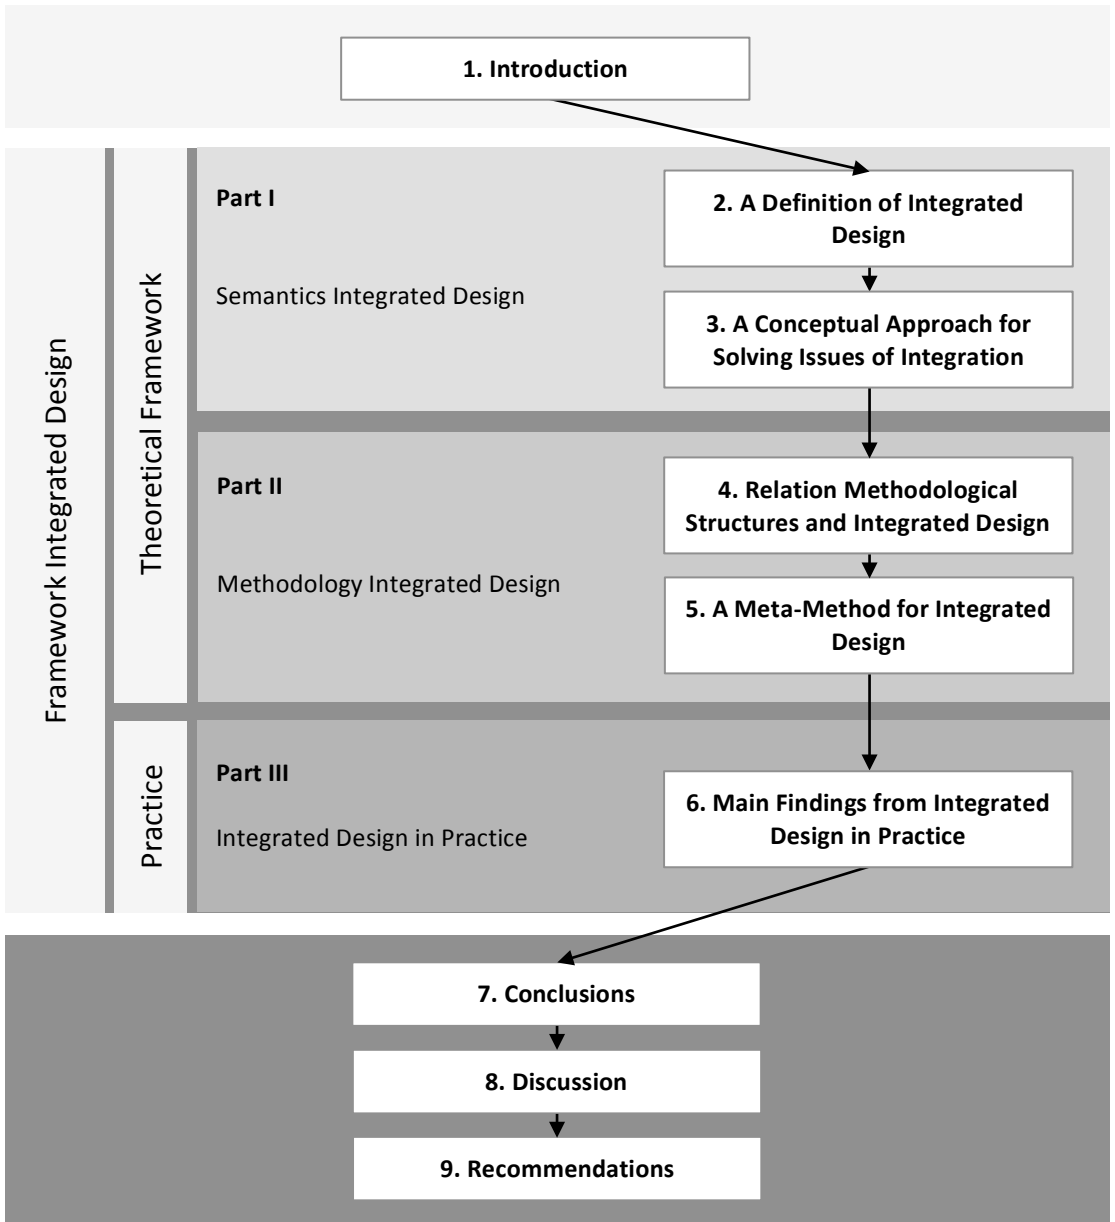 1. Introduction
Framework Integrated Design
Theoretical Framework
Part I
Semantics Integrated Design
2. A Definition of Integrated
Design
3. A Conceptual Approach for
Solving Issues of Integration
Part II
Methodology Integrated Design
4. Relation Methodological
Structures and Integrated Design
5. A Meta-Method for Integrated
Design
Practice
Part III
Integrated Design in Practice
6. Main Findings from Integrated
Design in Practice
7. Conclusions
8. Discussion
9. Recommendations